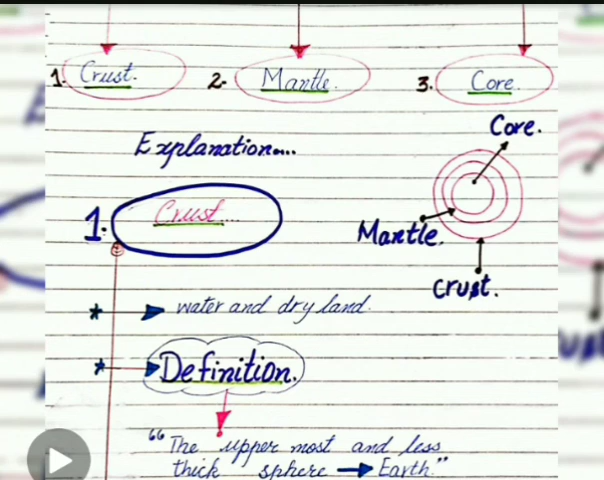 1. Crust. 2. Mantle. 3. Core.
Core.
Explanation...
1. Crust...
Mantle.
Crust.
water and dry land.
Definition.
"The upper most and less
thick sphere → Earth."